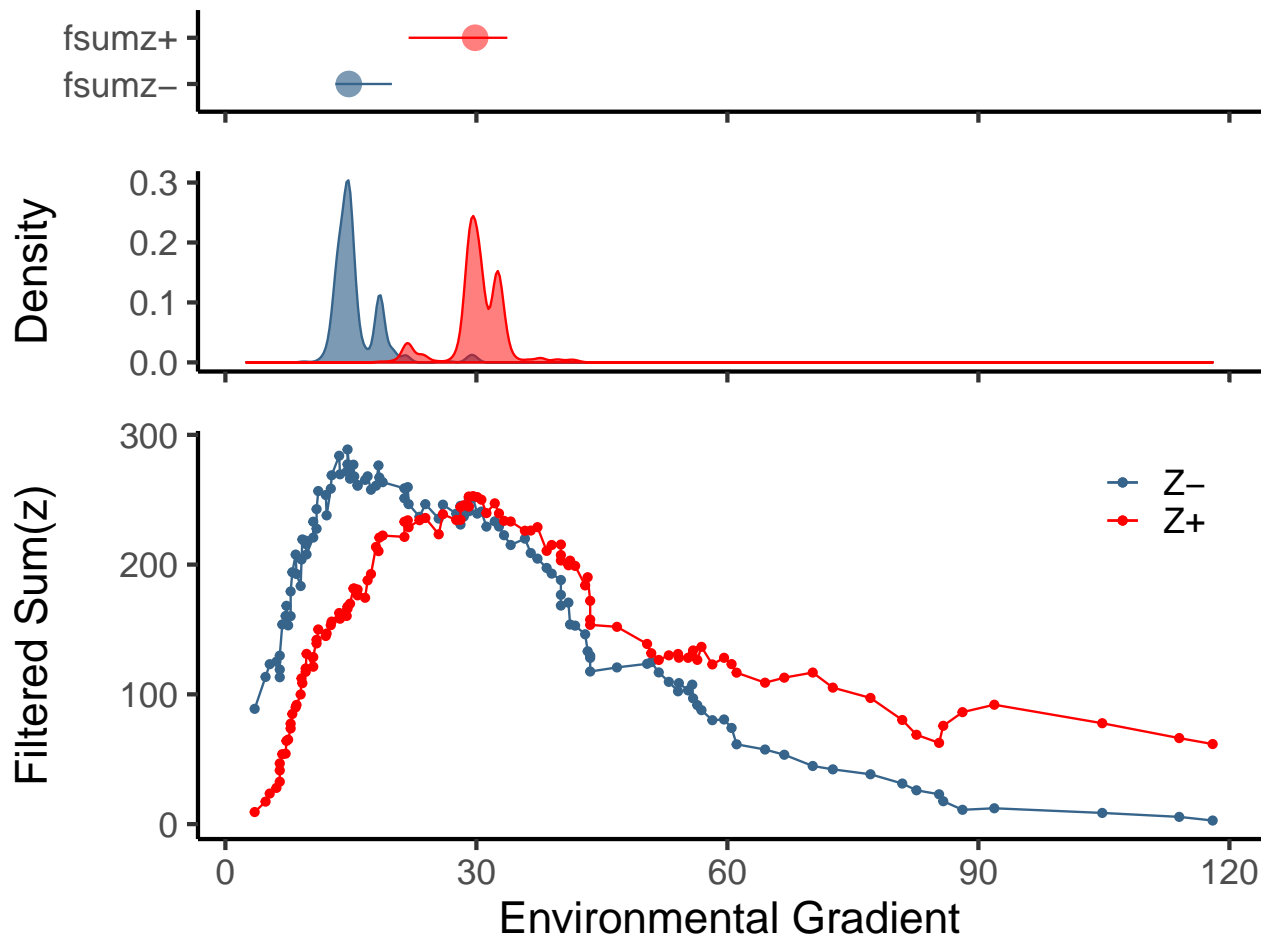 fsumz+
fsumz−
Density
0.3
0.2
0.1
0.0
Filtered Sum(z)
300
200
100
0
Z−
Z+
0 30 60 90 120
Environmental Gradient